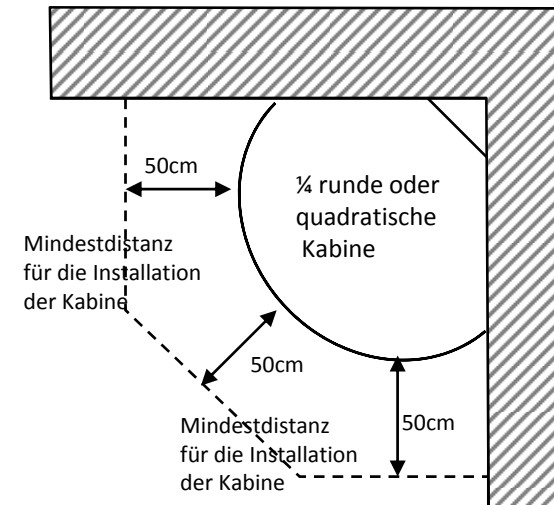 50cm
¼ runde oder
quadratische
Kabine
Mindestdistanz
für die Installation
der Kabine
50cm
Mindestdistanz
für die Installation
der Kabine
50cm